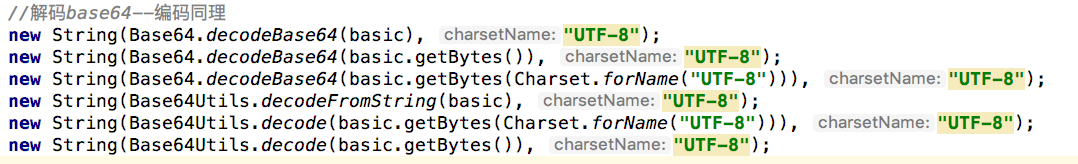 //解码base64--编码同理
new String(Base64.decodeBase64(basic), charsetName: "UTF-8");
new String(Base64.decodeBase64(basic.getBytes()), charsetName: "UTF-8");
new String(Base64.decodeBase64(basic.getBytes(Charset.forName("UTF-8"))), charsetName: "UTF-8");
new String(Base64Utils.decodeFromString(basic), charsetName: "UTF-8");
new String(Base64Utils.decode(basic.getBytes(Charset.forName("UTF-8"))), charsetName: "UTF-8");
new String(Base64Utils.decode(basic.getBytes()), charsetName: "UTF-8");